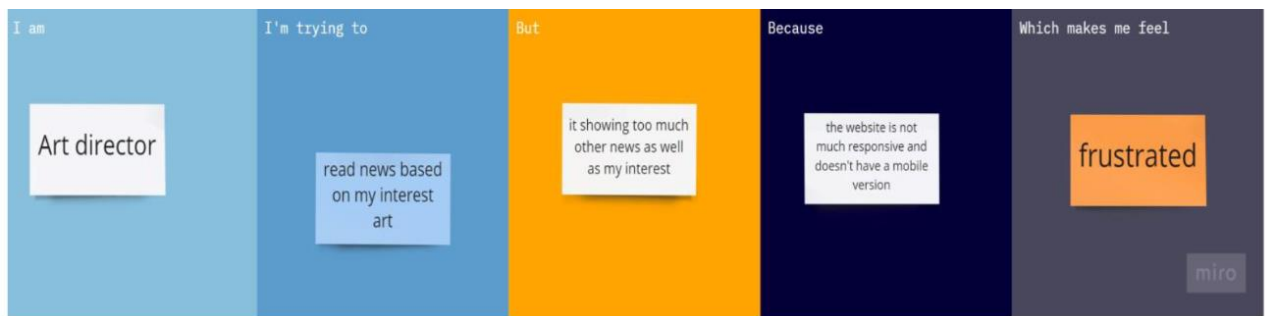 I am
Art director
I'm trying to
read news based
on my interest
art
But
it showing too much
other news as well
as my interest
Because
the website is not
much responsive and
doesn't have a mobile
version
Which makes me feel
frustrated
miro